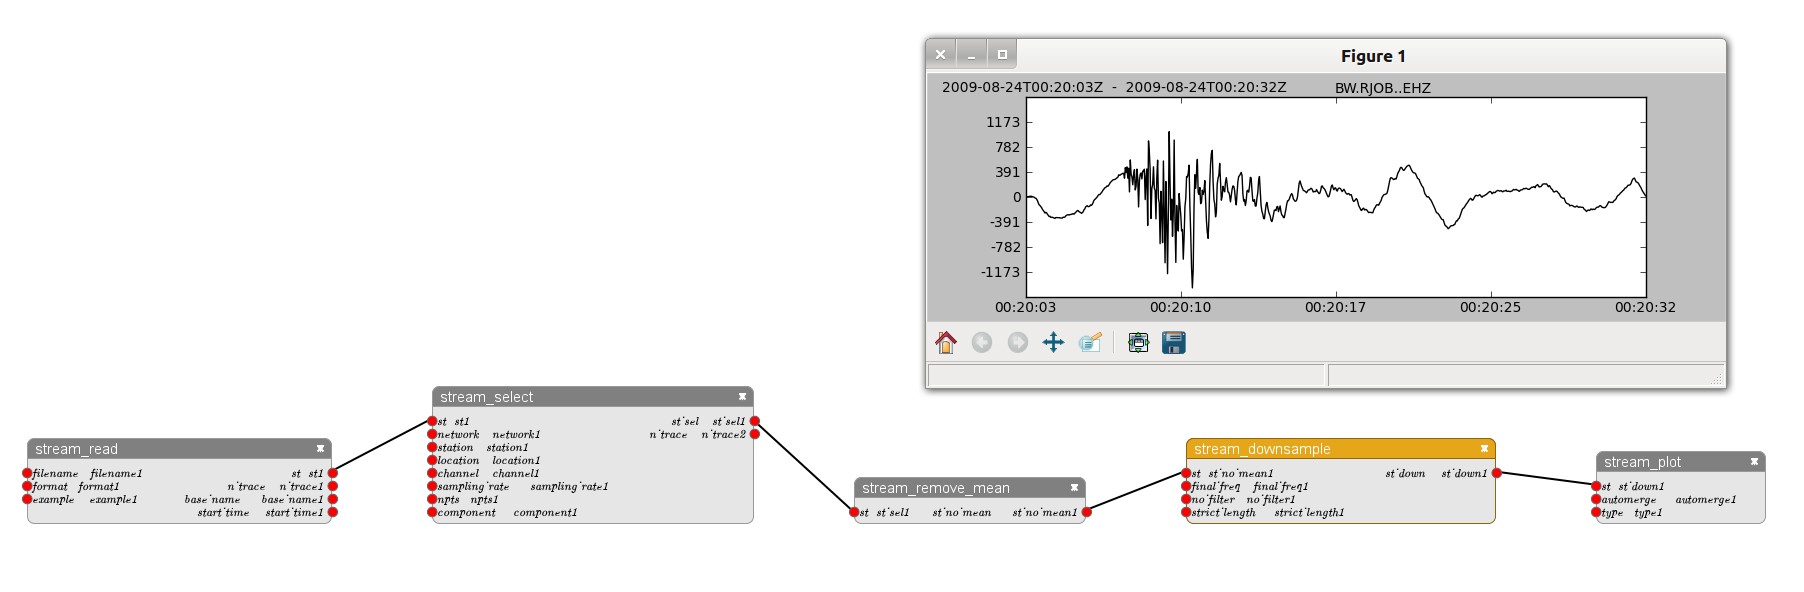 Figure 1
2009-08-24T00:20:03Z - 2009-08-24T00:20:32Z BW.RJOB..EHZ
1173
782
391
0
-391
-782
-1173
00:20:03 00:20:10 00:20:17 00:20:25 00:20:32
stream_read
filename filename1 st st1
format format1 n˙trace n˙trace1
example example1 base˙name base˙name1
start˙time start˙time1
stream_select
st st1 st˙sel st˙sel1
network network1 n˙trace n˙trace2
station station1
location location1
channel channel1
sampling˙rate sampling˙rate1
npts npts1
component component1
stream_remove_mean
st st˙sel1 st˙no˙mean st˙no˙mean1
stream_downsample
st st˙no˙mean1 st˙down st˙down1
final˙freq final˙freq1
no˙filter no˙filter1
strict˙length strict˙length1
stream_plot
st st˙down1
automerge automerge1
type type1